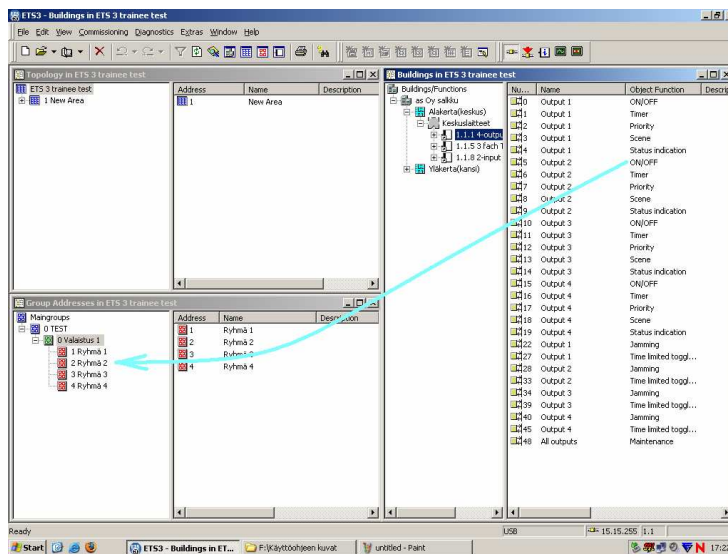 ETS3 - Buildings in ETS 3 trainee test
File Edit View Commissioning Diagnostics Extras Window Help
Topology in ETS 3 trainee test
ETS 3 trainee test
1 New Area
Address Name Description
1 New Area
Buildings in ETS 3 trainee test
Buildings/Functions
as Oy salkku
Alakerta(keskus)
Keskuslaitteet
1.1.1 4-outpu
1.1.5 3 fach T
1.1.8 2-input
Yläkerta(kansi)
Nu... Name Object Function Descrip
0 Output 1 ON/OFF
1 Output 1 Timer
2 Output 1 Priority
3 Output 1 Scene
4 Output 1 Status indication
5 Output 2 ON/OFF
6 Output 2 Timer
7 Output 2 Priority
8 Output 2 Scene
9 Output 2 Status indication
10 Output 3 ON/OFF
11 Output 3 Timer
12 Output 3 Priority
13 Output 3 Scene
14 Output 3 Status indication
15 Output 4 ON/OFF
16 Output 4 Timer
17 Output 4 Priority
18 Output 4 Scene
19 Output 4 Status indication
22 Output 1 Jamming
27 Output 1 Time limited toggl...
28 Output 2 Jamming
33 Output 2 Time limited toggl...
34 Output 3 Jamming
39 Output 3 Time limited toggl...
40 Output 4 Jamming
45 Output 4 Time limited toggl...
48 All outputs Maintenance
Group Addresses in ETS 3 trainee test
Maingroups
0 TEST
0 Valaistus 1
1 Ryhmä 1
2 Ryhmä 2
3 Ryhmä 3
4 Ryhmä 4
Address Name Description
1 Ryhmä 1
2 Ryhmä 2
3 Ryhmä 3
4 Ryhmä 4
Ready USB 15.15.255 1.1
Start ETS3 - Buildings in ET... F:\Käyttöohjeen kuvat untitled - Paint